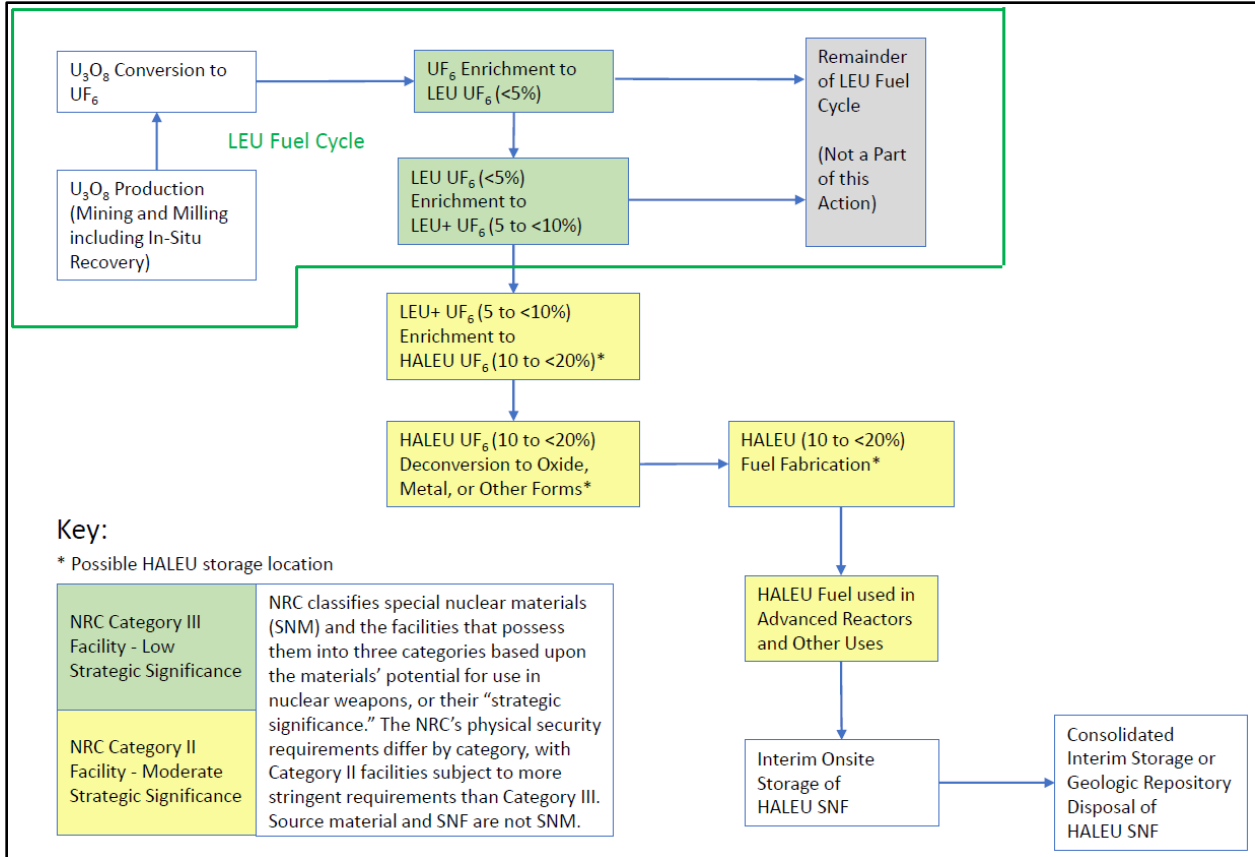 U₃O₈ Conversion to
UF₆
UF₆ Enrichment to
LEU UF₆ (<5%)
Remainder
of LEU Fuel
Cycle
(Not a Part
of this
Action)
LEU Fuel Cycle
U₃O₈ Production
(Mining and Milling
including In-Situ
Recovery)
LEU UF₆ (<5%)
Enrichment to
LEU+ UF₆ (5 to <10%)
LEU+ UF₆ (5 to <10%)
Enrichment to
HALEU UF₆ (10 to <20%)*
HALEU UF₆ (10 to <20%)
Deconversion to Oxide,
Metal, or Other Forms*
HALEU (10 to <20%)
Fuel Fabrication*
HALEU Fuel used in
Advanced Reactors
and Other Uses
Interim Onsite
Storage of
HALEU SNF
Consolidated
Interim Storage or
Geologic Repository
Disposal of
HALEU SNF
Key:
* Possible HALEU storage location
NRC Category III
Facility - Low
Strategic Significance
NRC Category II
Facility - Moderate
Strategic Significance
NRC classifies special nuclear materials
(SNM) and the facilities that possess
them into three categories based upon
the materials’ potential for use in
nuclear weapons, or their “strategic
significance.” The NRC’s physical security
requirements differ by category, with
Category II facilities subject to more
stringent requirements than Category III.
Source material and SNF are not SNM.